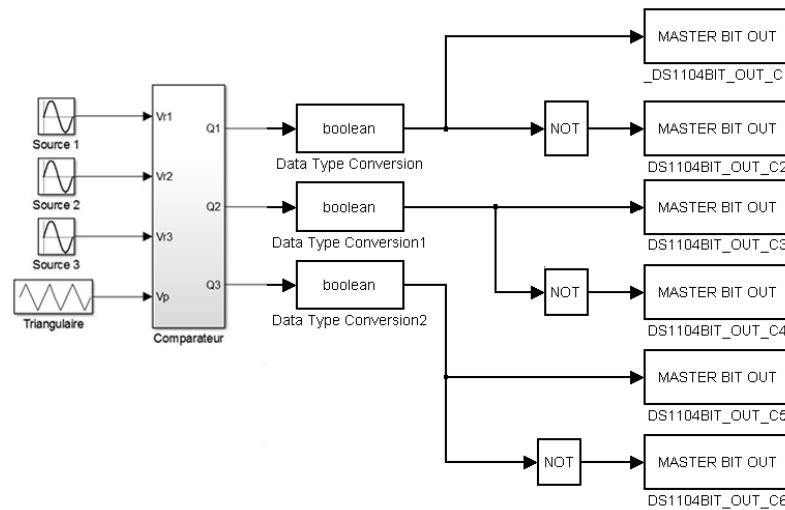 Source 1
Source 2
Source 3
Triangulaire
Vr1
Vr2
Vr3
Vp
Q1
Q2
Q3
Comparateur
boolean
Data Type Conversion
boolean
Data Type Conversion1
boolean
Data Type Conversion2
NOT
NOT
NOT
MASTER BIT OUT
_DS1104BIT_OUT_C
MASTER BIT OUT
DS1104BIT_OUT_C2
MASTER BIT OUT
DS1104BIT_OUT_C3
MASTER BIT OUT
DS1104BIT_OUT_C4
MASTER BIT OUT
DS1104BIT_OUT_C5
MASTER BIT OUT
DS1104BIT_OUT_C6